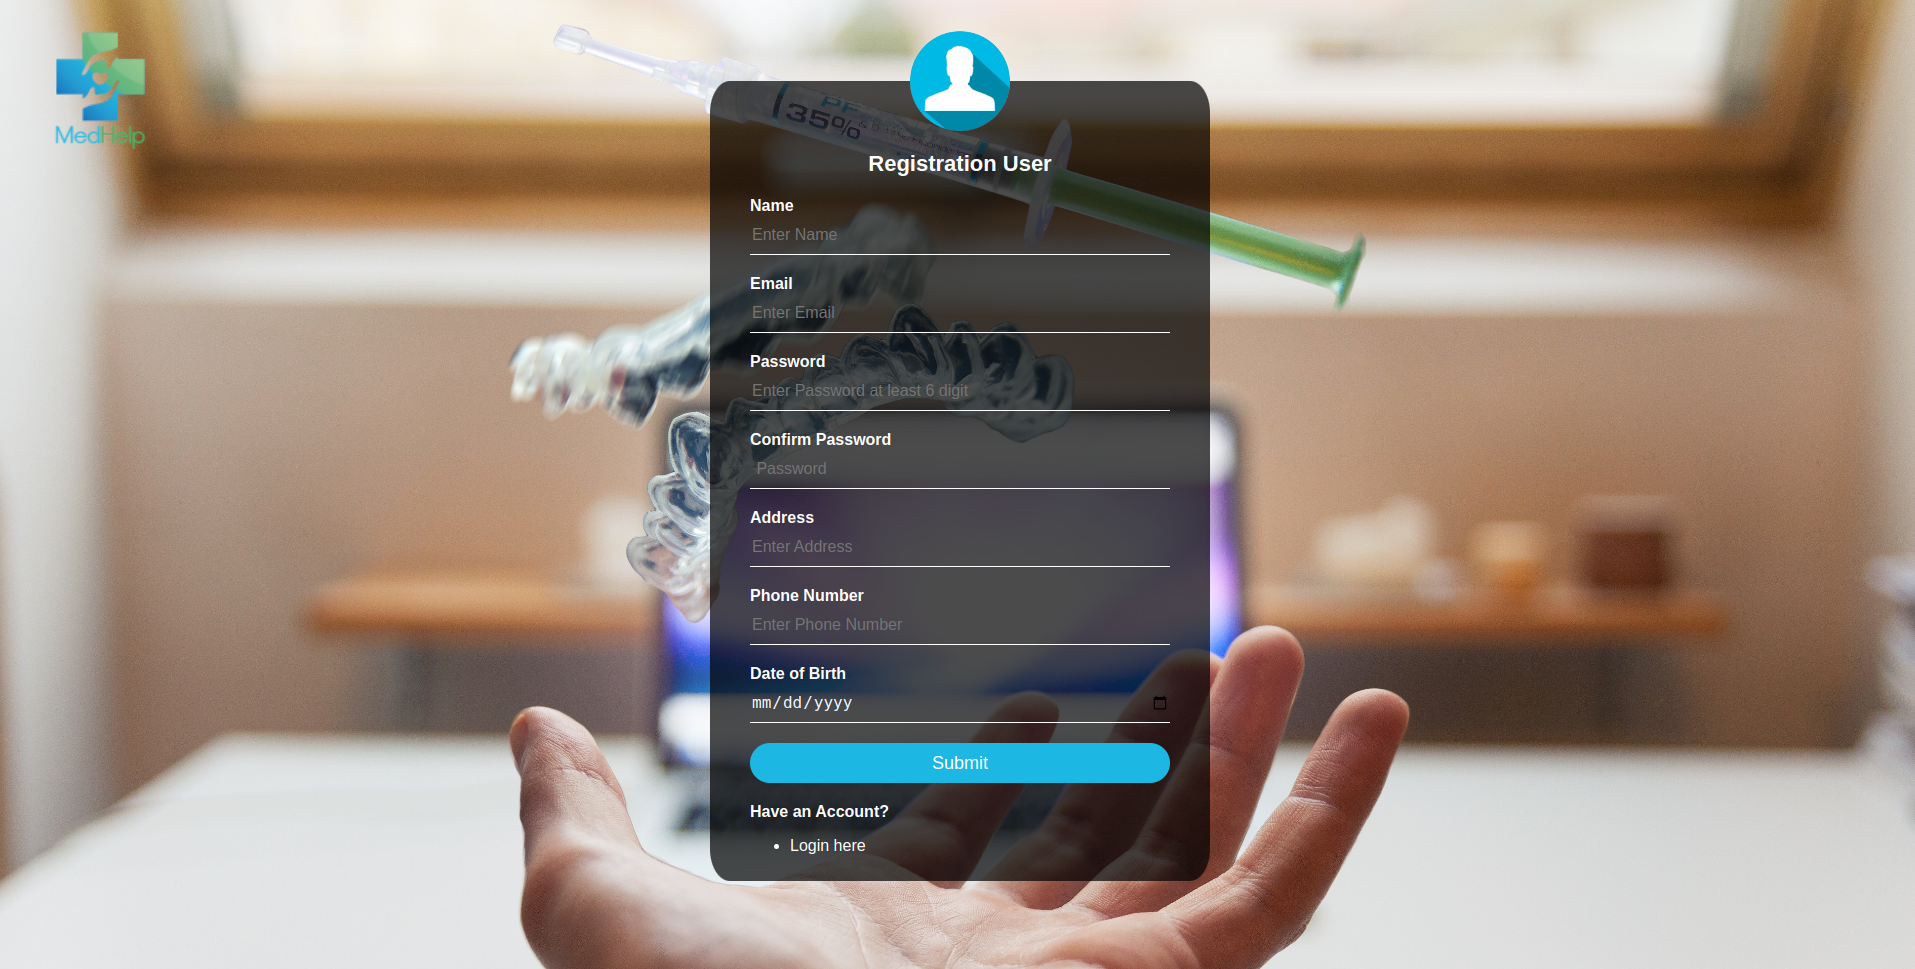 MedHelp
PF
35%
Registration User
Name
Enter Name
Email
Enter Email
Password
Enter Password at least 6 digit
Confirm Password
Password
Address
Enter Address
Phone Number
Enter Phone Number
Date of Birth
mm/dd/yyyy
Submit
Have an Account?
Login here